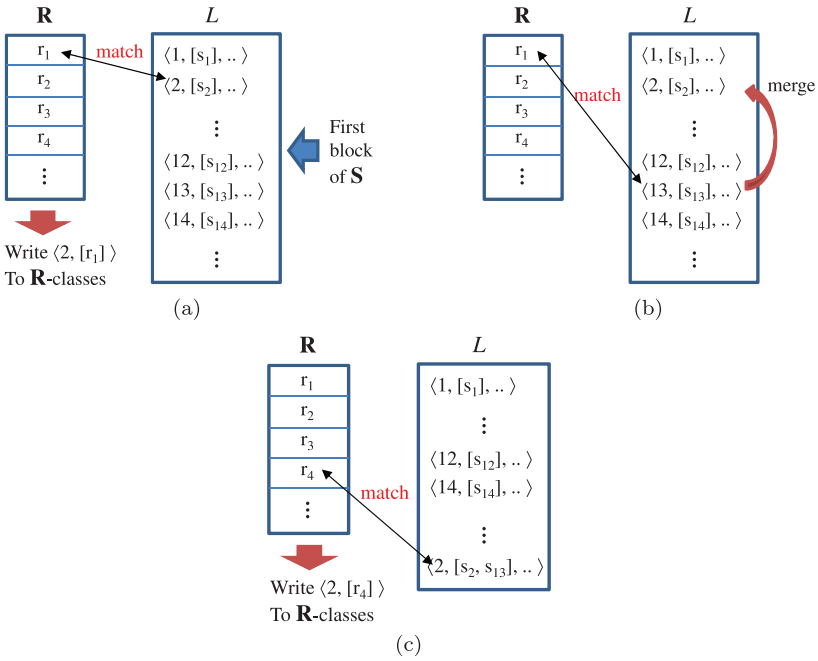 R
L
r₁
r₂
r₃
r₄
⋮
match
⟨1, [s₁], .. ⟩
⟨2, [s₂], .. ⟩
⋮
⟨12, [s₁₂], .. ⟩
⟨13, [s₁₃], .. ⟩
⟨14, [s₁₄], .. ⟩
⋮
First
block
of S
Write ⟨2, [r₁] ⟩
To R-classes
(a)
R
L
r₁
r₂
r₃
r₄
⋮
match
⟨1, [s₁], .. ⟩
⟨2, [s₂], .. ⟩
⋮
⟨12, [s₁₂], .. ⟩
⟨13, [s₁₃], .. ⟩
⟨14, [s₁₄], .. ⟩
⋮
merge
(b)
R
L
r₁
r₂
r₃
r₄
⋮
match
⟨1, [s₁], .. ⟩
⋮
⟨12, [s₁₂], .. ⟩
⟨14, [s₁₄], .. ⟩
⋮
⟨2, [s₂, s₁₃], .. ⟩
Write ⟨2, [r₄] ⟩
To R-classes
(c)